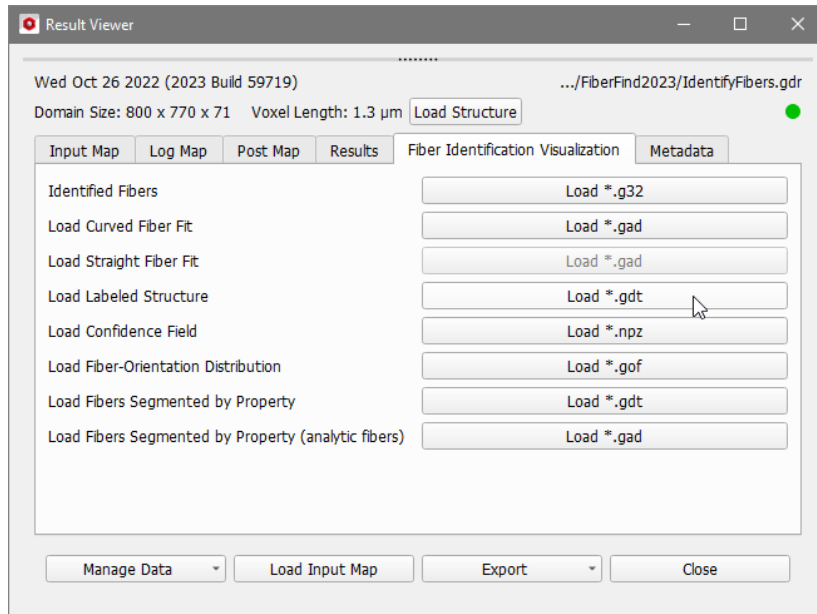 Result Viewer
Wed Oct 26 2022 (2023 Build 59719) .../FiberFind2023/IdentifyFibers.gdr
Domain Size: 800 x 770 x 71 Voxel Length: 1.3 µm Load Structure
Input Map Log Map Post Map Results Fiber Identification Visualization Metadata
Identified Fibers Load *.g32
Load Curved Fiber Fit Load *.gad
Load Straight Fiber Fit Load *.gad
Load Labeled Structure Load *.gdt
Load Confidence Field Load *.npz
Load Fiber-Orientation Distribution Load *.gof
Load Fibers Segmented by Property Load *.gdt
Load Fibers Segmented by Property (analytic fibers) Load *.gad
Manage Data Load Input Map Export Close